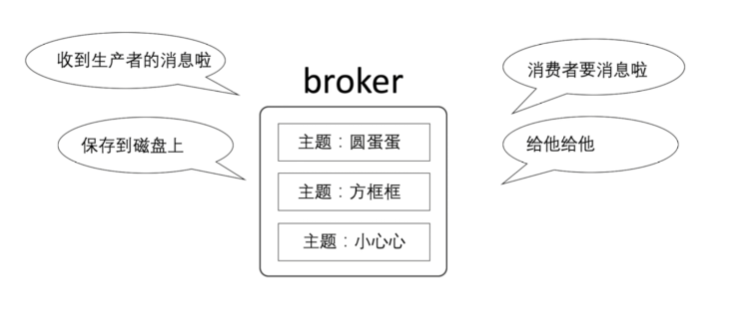 收到生产者的消息啦
消费者要消息啦
broker
保存到磁盘上
给他给他
主题：圆蛋蛋
主题：方框框
主题：小心心